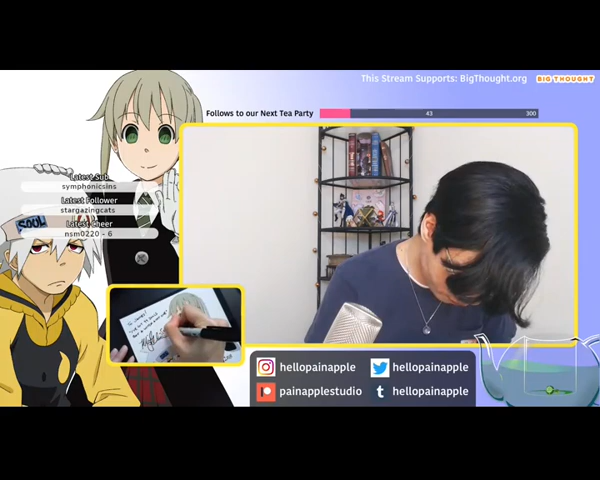 This Stream Supports: BigThought.org
BIG THOUGHT
Follows to our Next Tea Party
43
300
Latest Sub
symphonicsins
Latest Follower
stargazingcats
Latest Cheer
nsm0220 - 6
SOUL
hellopainapple
hellopainapple
painapplestudio
hellopainapple